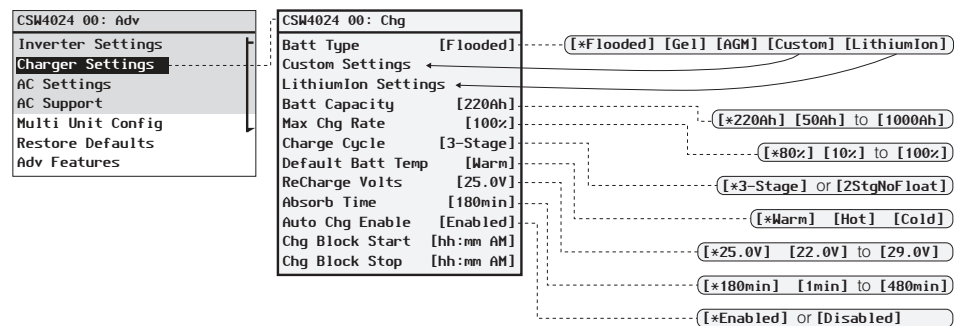 CSW4024 00: Adv
Inverter Settings
Charger Settings
AC Settings
AC Support
Multi Unit Config
Restore Defaults
Adv Features
CSW4024 00: Chg
Batt Type [Flooded]
Custom Settings
LithiumIon Settings
Batt Capacity [220Ah]
Max Chg Rate [100%]
Charge Cycle [3-Stage]
Default Batt Temp [Warm]
ReCharge Volts [25.0V]
Absorb Time [180min]
Auto Chg Enable [Enabled]
Chg Block Start [hh:mm AM]
Chg Block Stop [hh:mm AM]
[*Flooded] [Gel] [AGM] [Custom] [LithiumIon]
[*220Ah] [50Ah] to [1000Ah]
[*80%] [10%] to [100%]
[*3-Stage] or [2StgNoFloat]
[*Warm] [Hot] [Cold]
[*25.0V] [22.0V] to [29.0V]
[*180min] [1min] to [480min]
[*Enabled] or [Disabled]